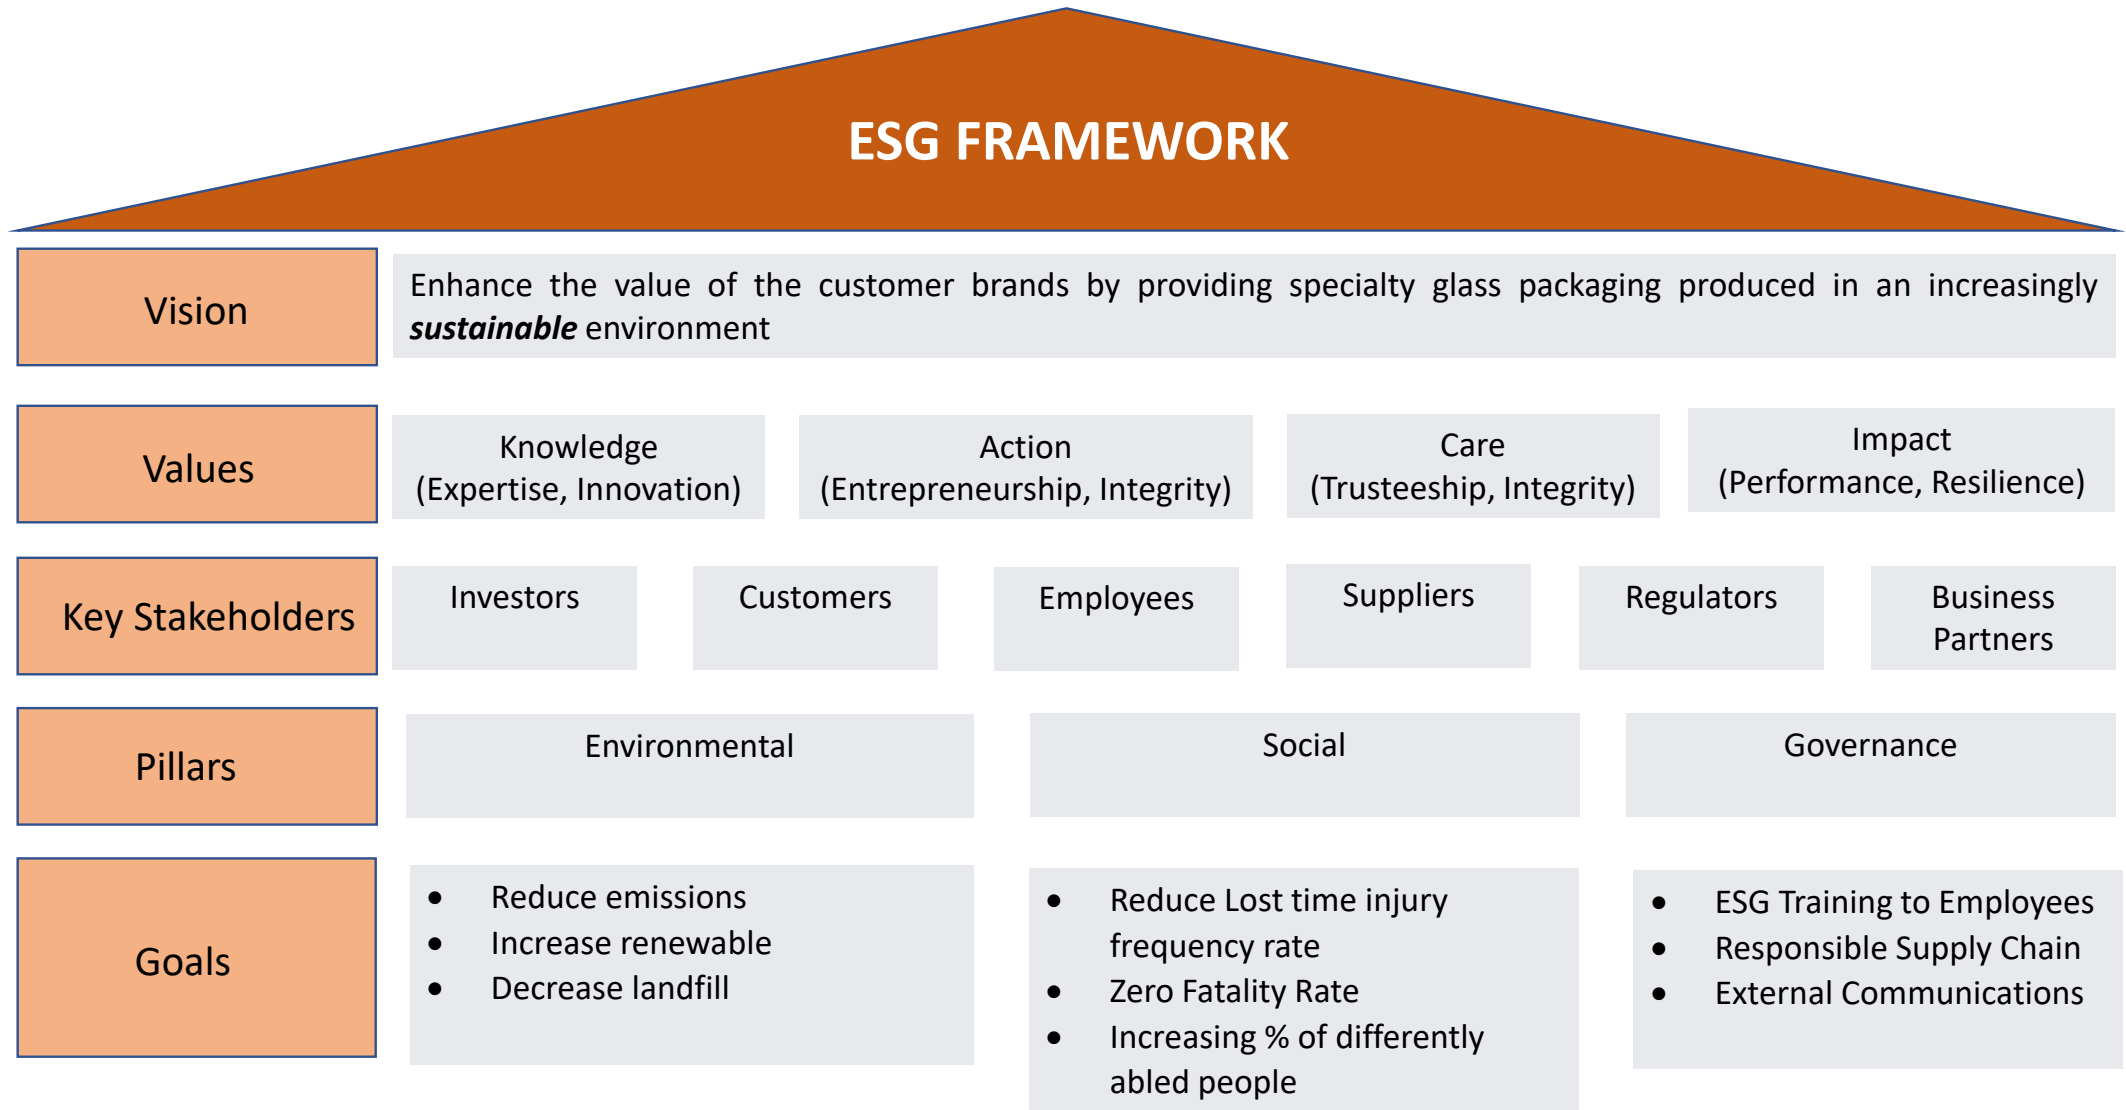 ESG FRAMEWORK
Vision
Enhance the value of the customer brands by providing specialty glass packaging produced in an increasingly
sustainable environment
Values
Knowledge
(Expertise, Innovation)
Action
(Entrepreneurship, Integrity)
Care
(Trusteeship, Integrity)
Impact
(Performance, Resilience)
Key Stakeholders
Investors
Customers
Employees
Suppliers
Regulators
Business
Partners
Pillars
Environmental
Social
Governance
Goals
• Reduce emissions
• Increase renewable
• Decrease landfill
• Reduce Lost time injury
frequency rate
• Zero Fatality Rate
• Increasing % of differently
abled people
• ESG Training to Employees
• Responsible Supply Chain
• External Communications